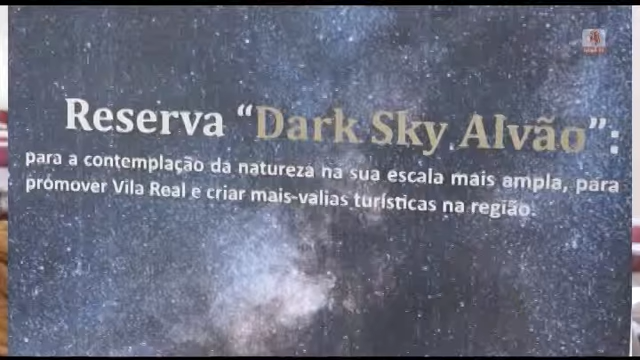 Reserva “Dark Sky Alvão”:
para a contemplação da natureza na sua escala mais ampla, para
promover Vila Real e criar mais-valias turísticas na região.